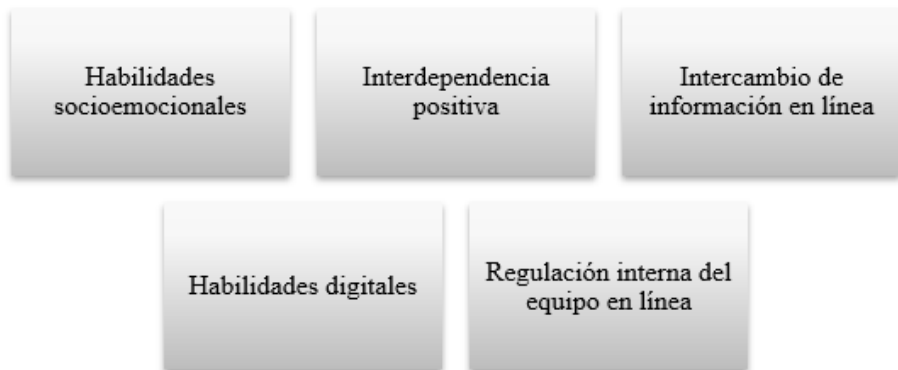 Habilidades
socioemocionales
Interdependencia
positiva
Intercambio de
información en línea
Habilidades digitales
Regulación interna del
equipo en línea